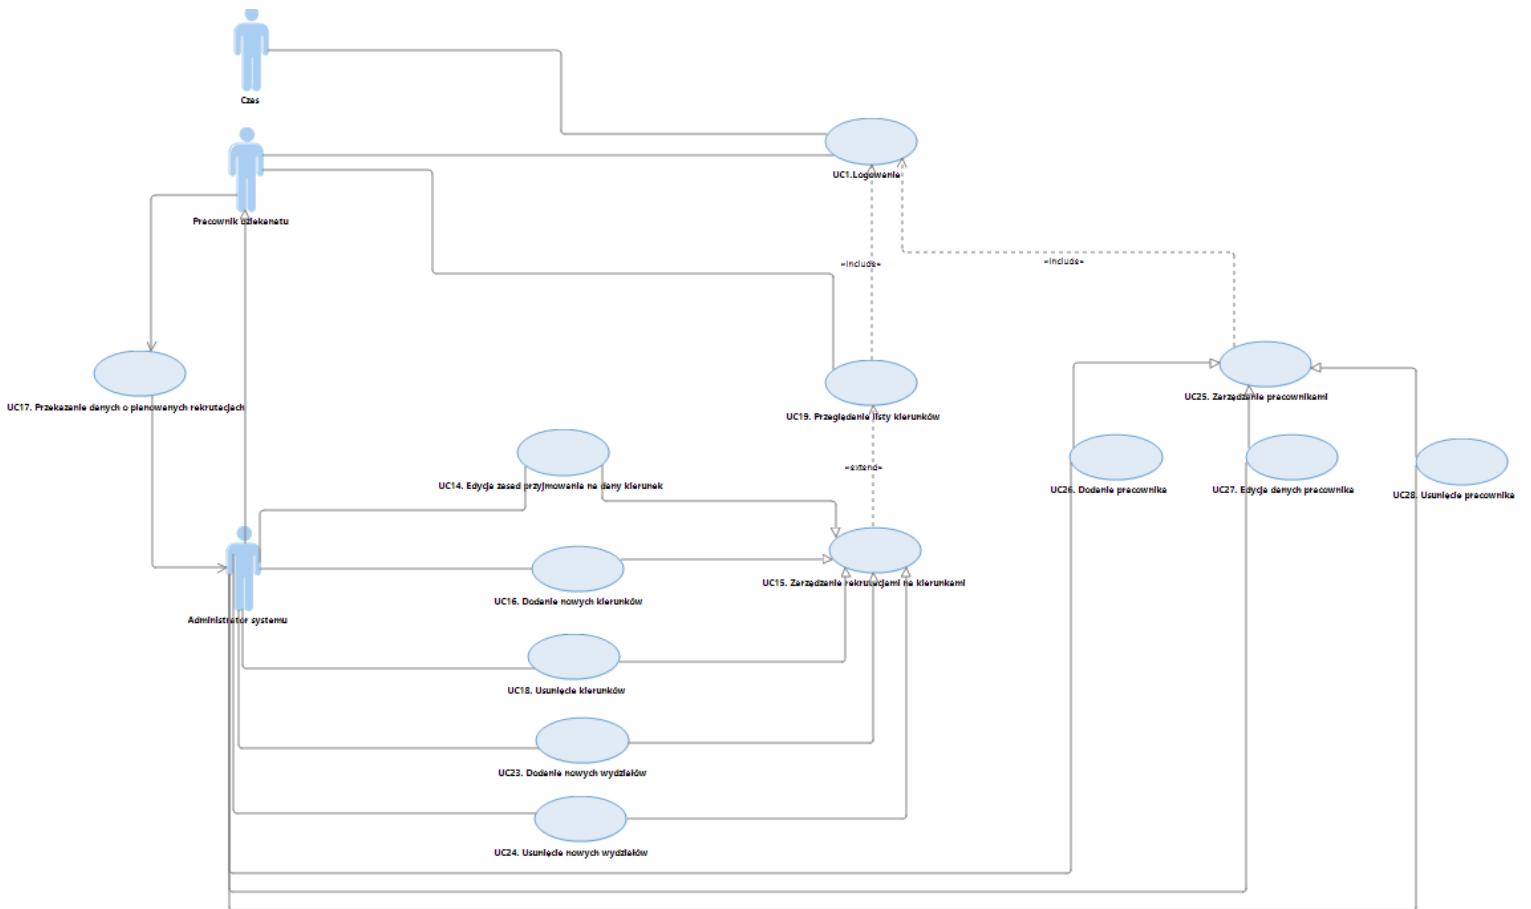 Czas
UC1.Logowanie
Pracownik dziekanatu
«include»
«include»
UC17. Przekazanie danych o planowanych rekrutacjach
UC19. Przeglądanie listy kierunków
UC25. Zarządzanie pracownikami
«extend»
UC14. Edycja zasad przyjmowania na dany kierunek
UC26. Dodanie pracownika
UC27. Edycja danych pracownika
UC28. Usunięcie pracownika
UC15. Zarządzanie rekrutacjami na kierunkami
UC16. Dodanie nowych kierunków
Administrator systemu
UC18. Usunięcie kierunków
UC23. Dodanie nowych wydziałów
UC24. Usunięcie nowych wydziałów